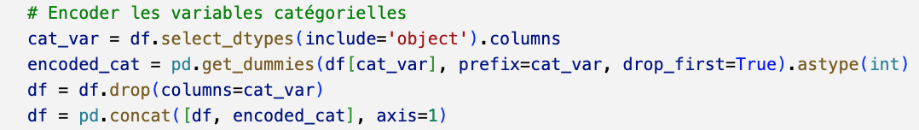 # Encoder les variables catégorielles
cat_var = df.select_dtypes(include='object').columns
encoded_cat = pd.get_dummies(df[cat_var], prefix=cat_var, drop_first=True).astype(int)
df = df.drop(columns=cat_var)
df = pd.concat([df, encoded_cat], axis=1)